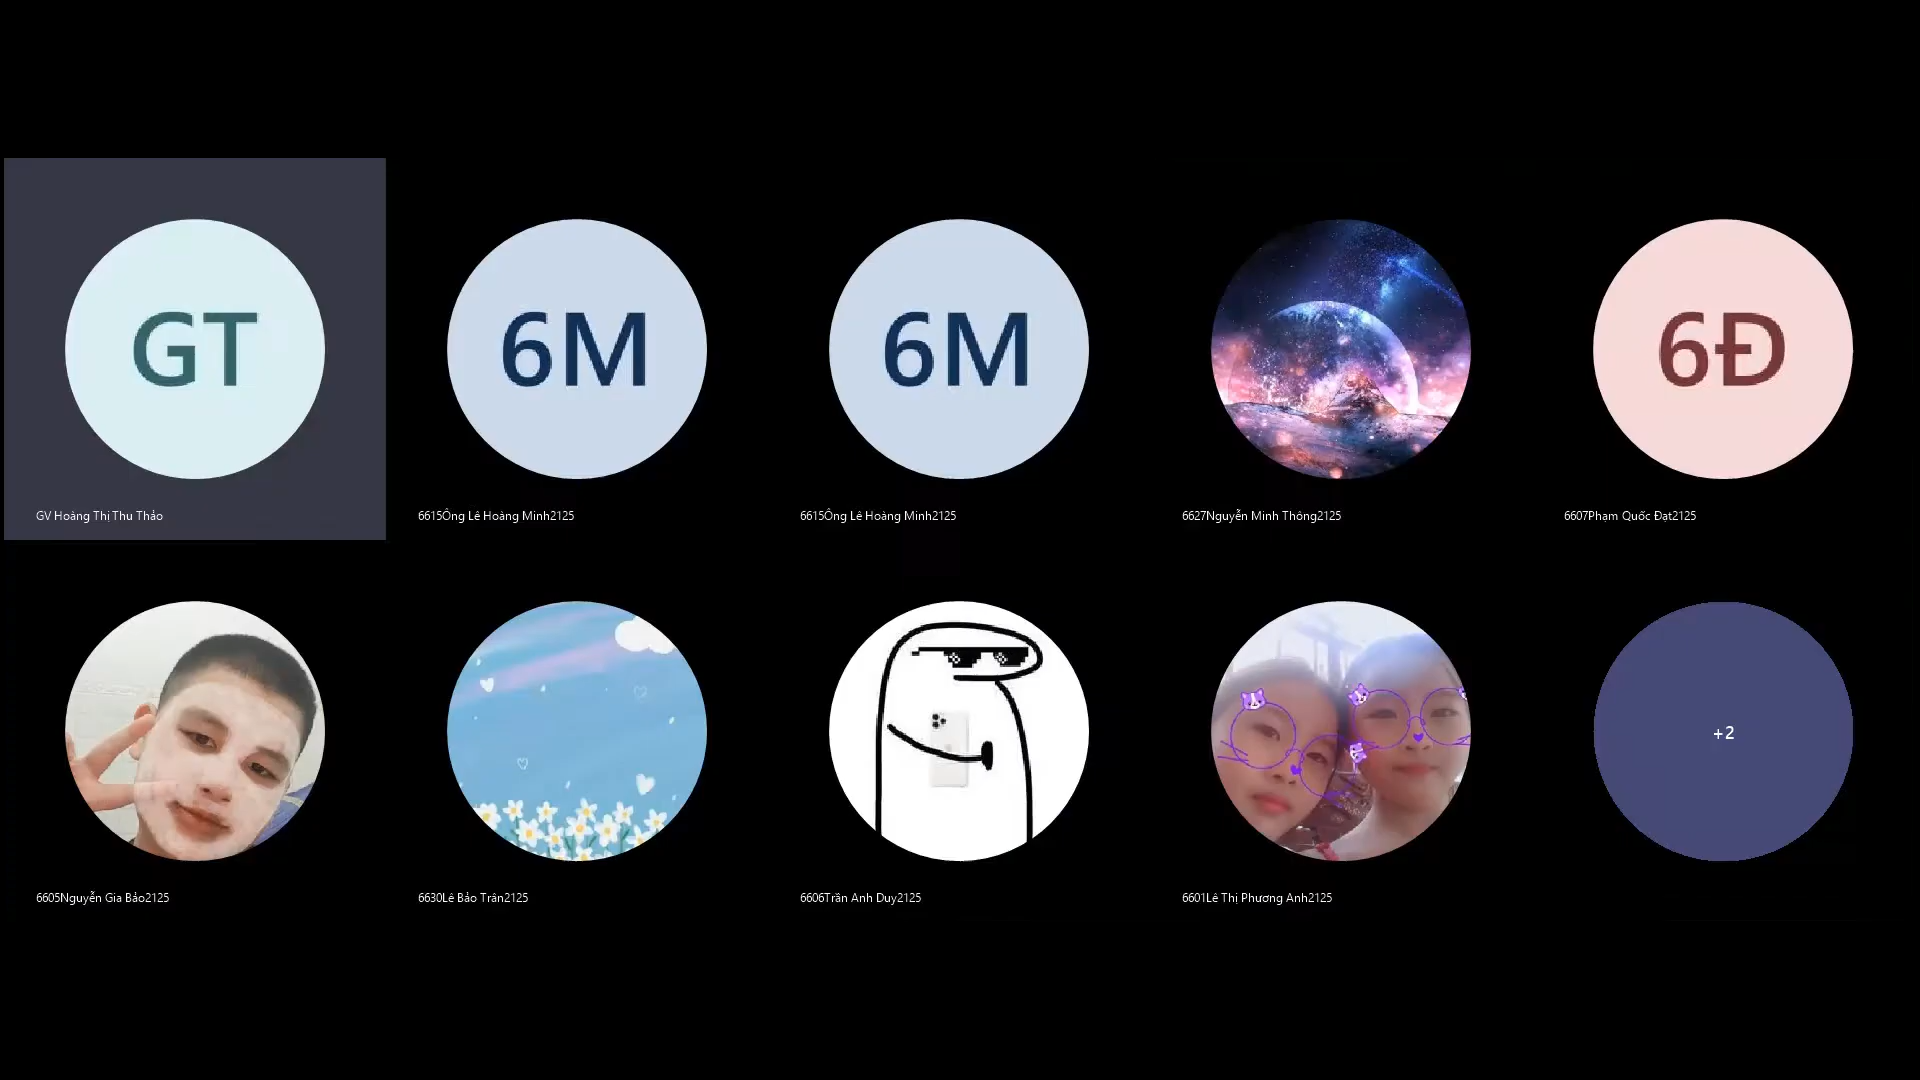 GT
6M
6M
6Đ
GV Hoàng Thị Thu Thảo
6615Ông Lê Hoàng Minh2125
6615Ông Lê Hoàng Minh2125
6627Nguyễn Minh Thông2125
6607Phạm Quốc Đạt2125
+2
6605Nguyễn Gia Bảo2125
6630Lê Bảo Trân2125
6606Trần Anh Duy2125
6601Lê Thị Phương Anh2125